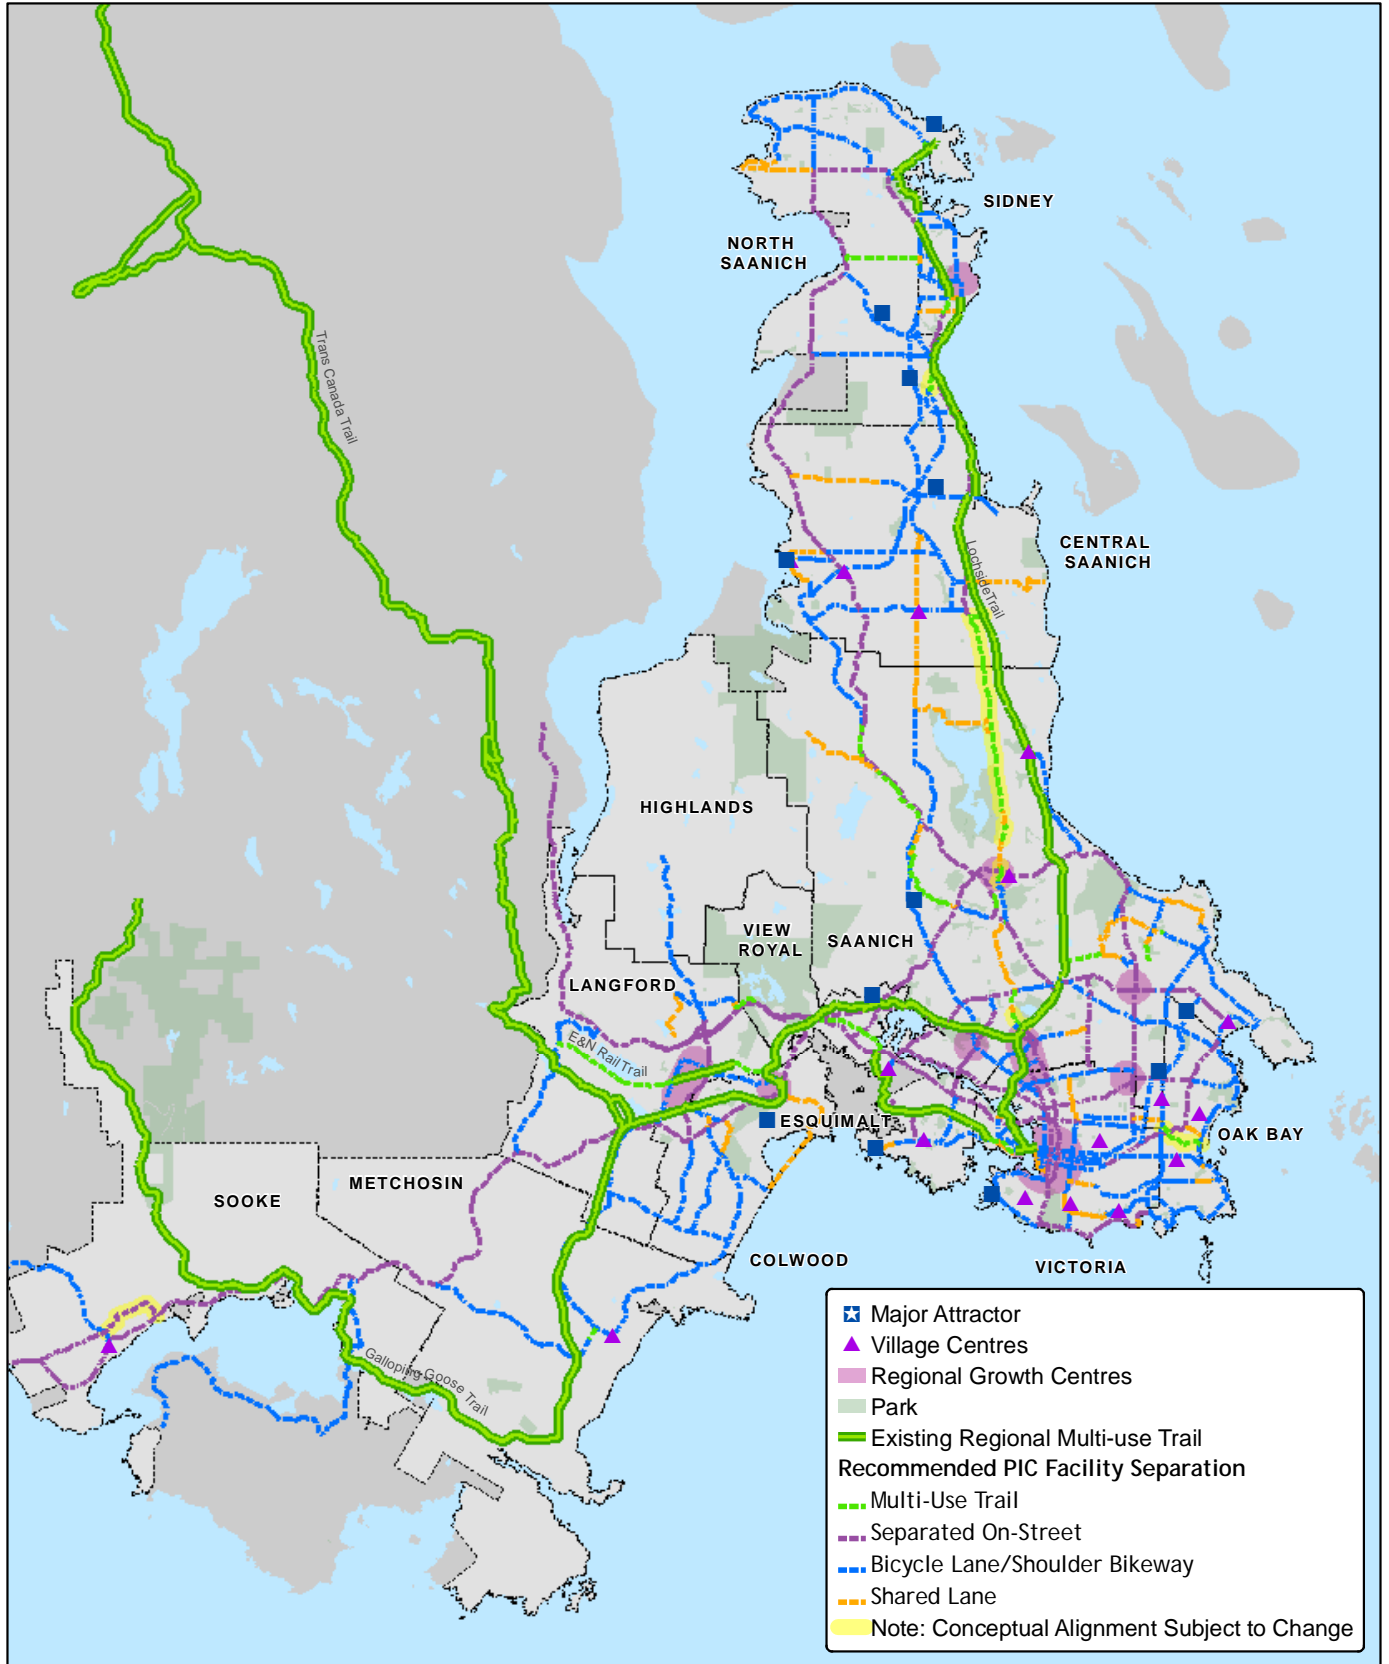 SIDNEY
NORTH
SAANICH
Trans Canada Trail
CENTRAL
SAANICH
LochsideTrail
HIGHLANDS
VIEW
ROYAL
SAANICH
LANGFORD
E&N Rail Trail
ESQUIMALT
OAK BAY
METCHOSIN
SOOKE
COLWOOD
VICTORIA
Galloping Goose Trail
Major Attractor
Village Centres
Regional Growth Centres
Park
Existing Regional Multi-use Trail
Recommended PIC Facility Separation
Multi-Use Trail
Separated On-Street
Bicycle Lane/Shoulder Bikeway
Shared Lane
Note: Conceptual Alignment Subject to Change